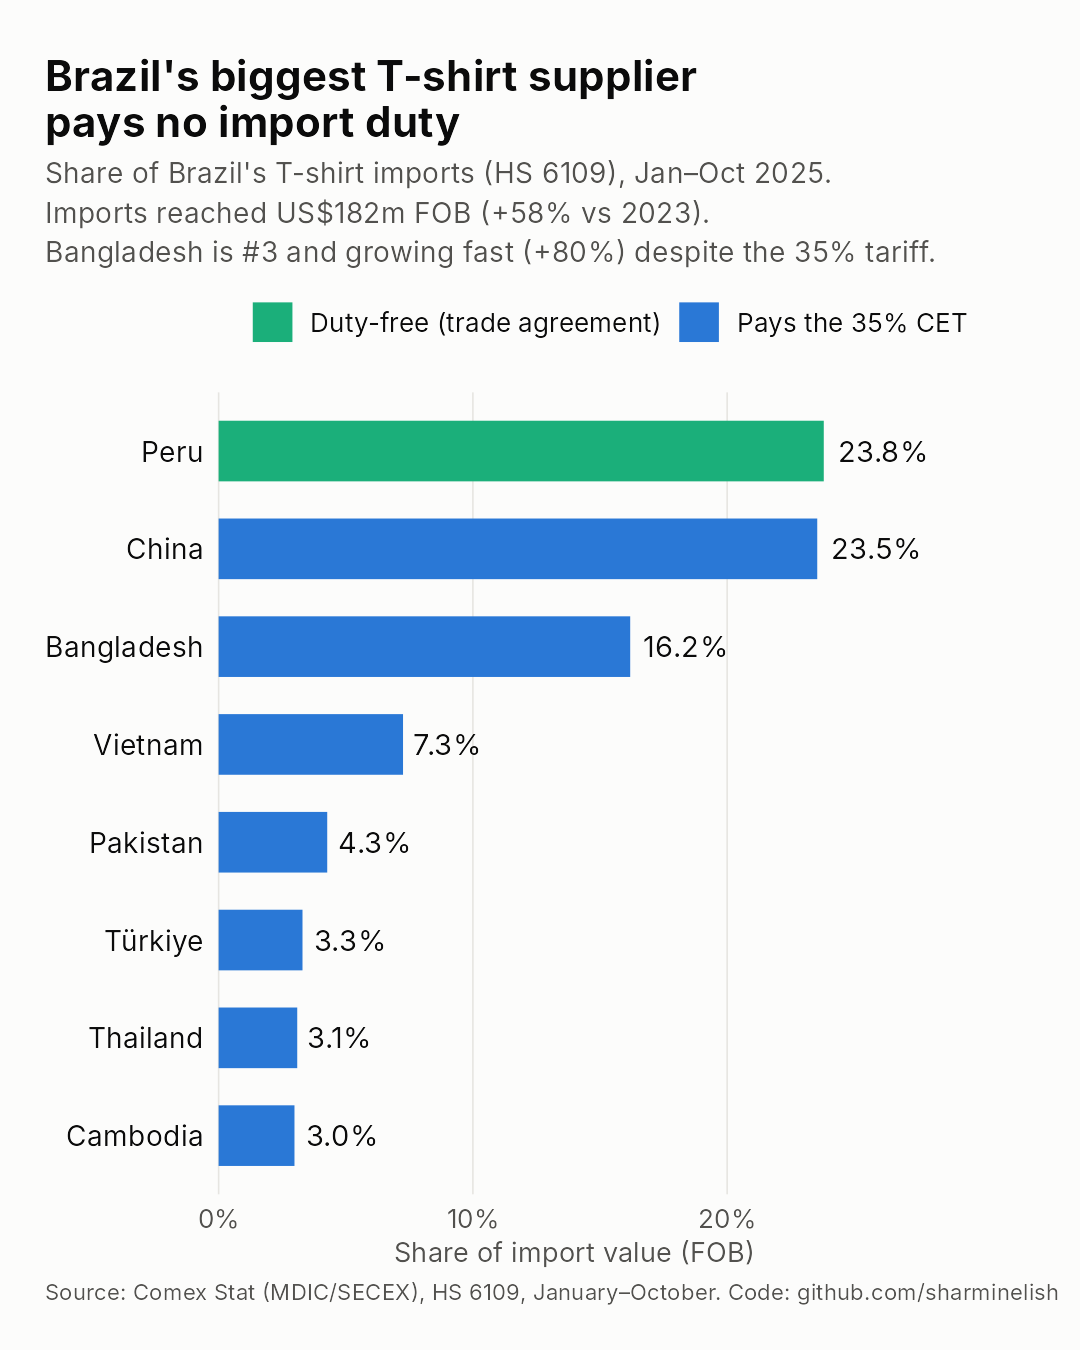 Brazil's biggest T-shirt supplier
pays no import duty
Share of Brazil's T-shirt imports (HS 6109), Jan–Oct 2025.
Imports reached US$182m FOB (+58% vs 2023).
Bangladesh is #3 and growing fast (+80%) despite the 35% tariff.
Duty-free (trade agreement) Pays the 35% CET
Peru 23.8%
China 23.5%
Bangladesh 16.2%
Vietnam 7.3%
Pakistan 4.3%
Türkiye 3.3%
Thailand 3.1%
Cambodia 3.0%
0% 10% 20%
Share of import value (FOB)
Source: Comex Stat (MDIC/SECEX), HS 6109, January–October. Code: github.com/sharminelish